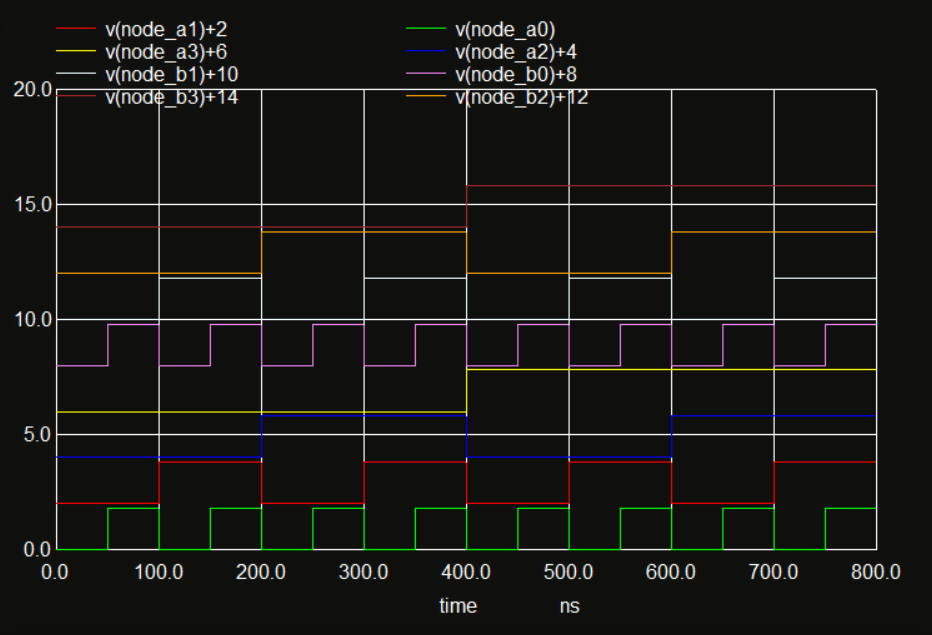 v(node_a1)+2 v(node_a0)
v(node_a3)+6 v(node_a2)+4
v(node_b1)+10 v(node_b0)+8
v(node_b3)+14 v(node_b2)+12
20.0
15.0
10.0
5.0
0.0
0.0 100.0 200.0 300.0 400.0 500.0 600.0 700.0 800.0
time ns